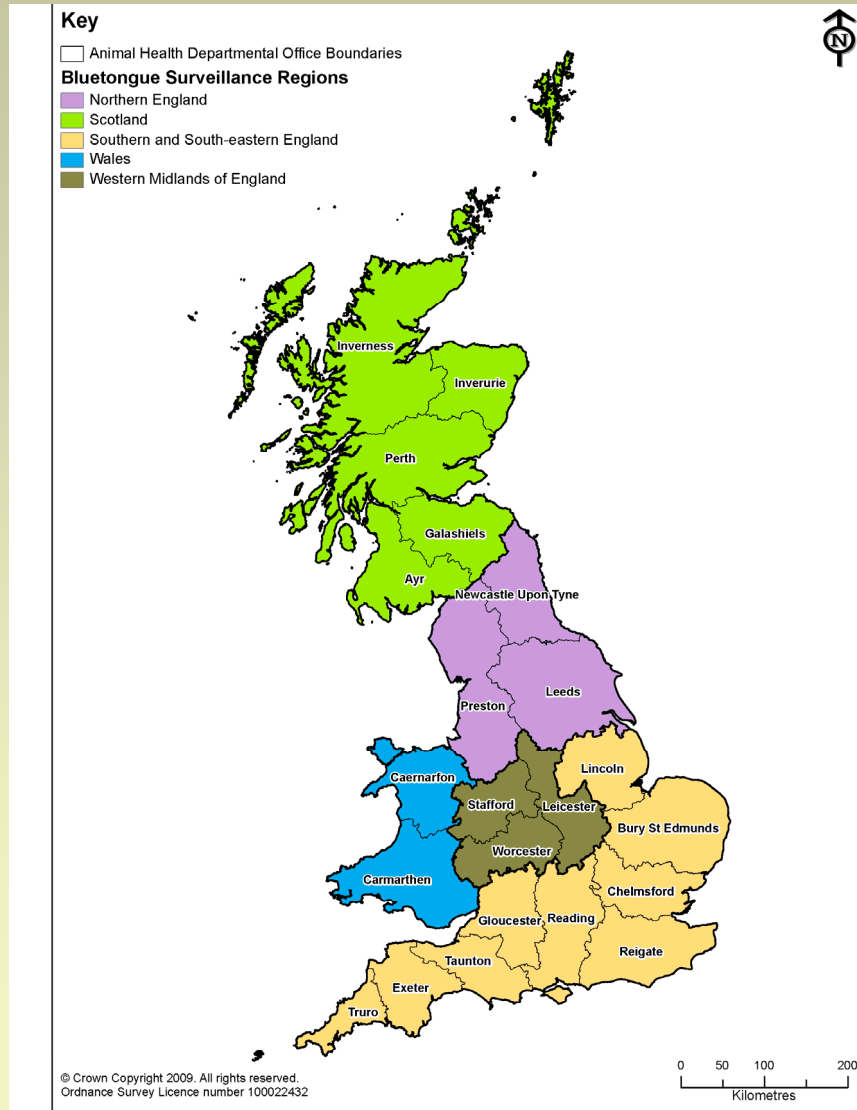 Key
N
Animal Health Departmental Office Boundaries
Bluetongue Surveillance Regions
Northern England
Scotland
Southern and South-eastern England
Wales
Western Midlands of England
Inverness
Inverurie
Perth
Galashiels
Ayr
Newcastle Upon Tyne
Leeds
Preston
Lincoln
Caernarfon
Stafford
Leicester
Bury St Edmunds
Worcester
Carmarthen
Chelmsford
Gloucester
Reading
Reigate
Taunton
Exeter
Truro
0 50 100 200
Kilometres
© Crown Copyright 2009. All rights reserved.
Ordnance Survey Licence number 100022432